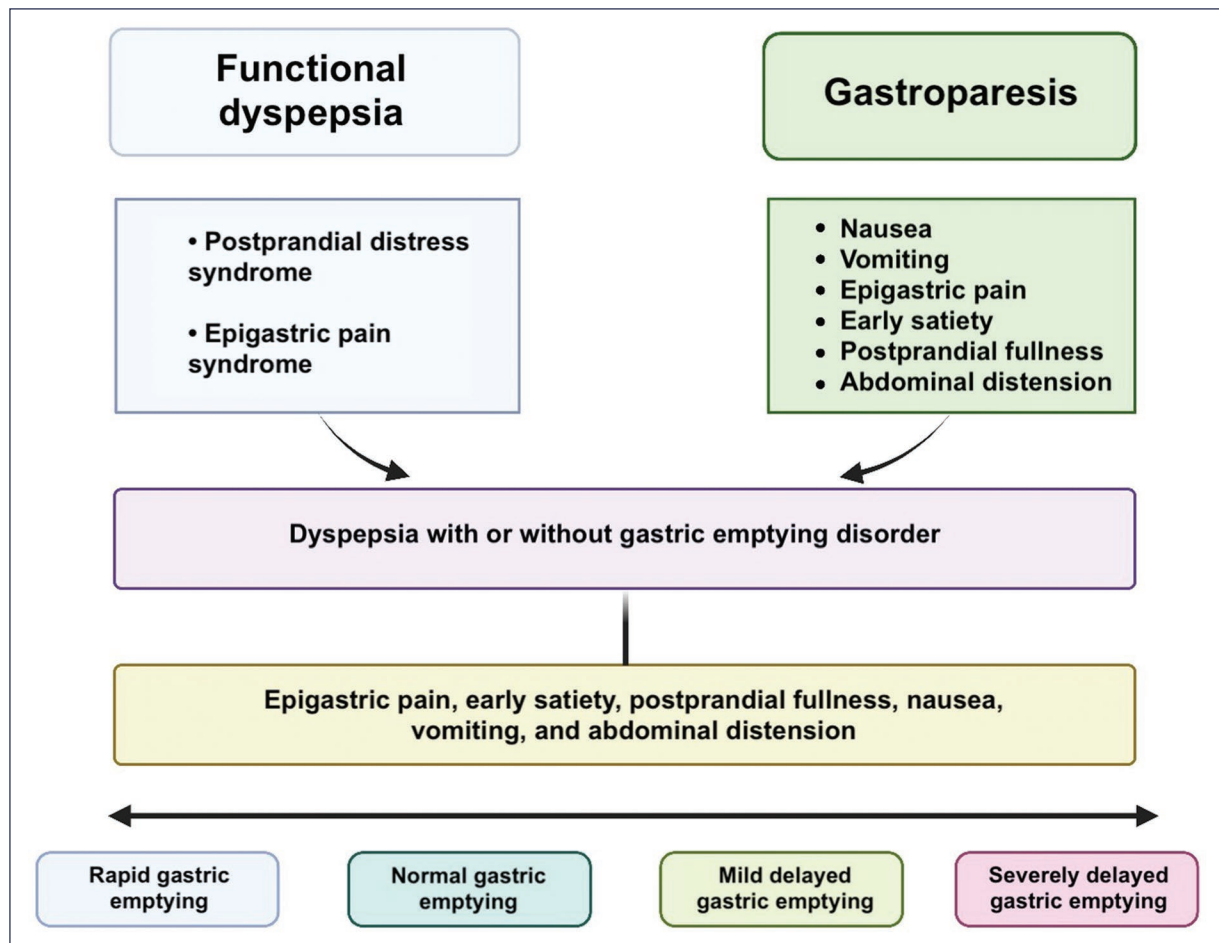 Functional
dyspepsia
Gastroparesis
• Postprandial distress
syndrome
• Epigastric pain
syndrome
• Nausea
• Vomiting
• Epigastric pain
• Early satiety
• Postprandial fullness
• Abdominal distension
Dyspepsia with or without gastric emptying disorder
Epigastric pain, early satiety, postprandial fullness, nausea,
vomiting, and abdominal distension
Rapid gastric
emptying
Normal gastric
emptying
Mild delayed
gastric emptying
Severely delayed
gastric emptying